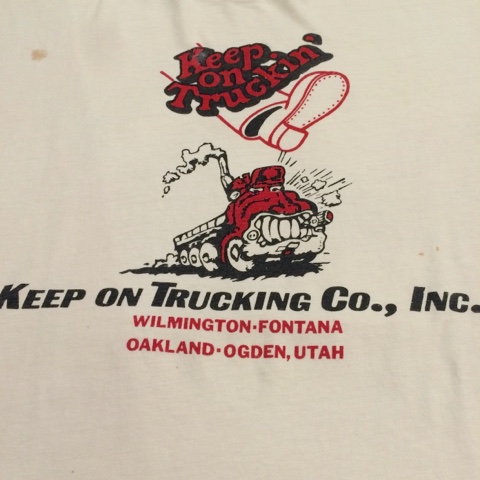 Keep
on
Truckin'
KEEP ON TRUCKING CO., INC.
WILMINGTON·FONTANA
OAKLAND·OGDEN, UTAH